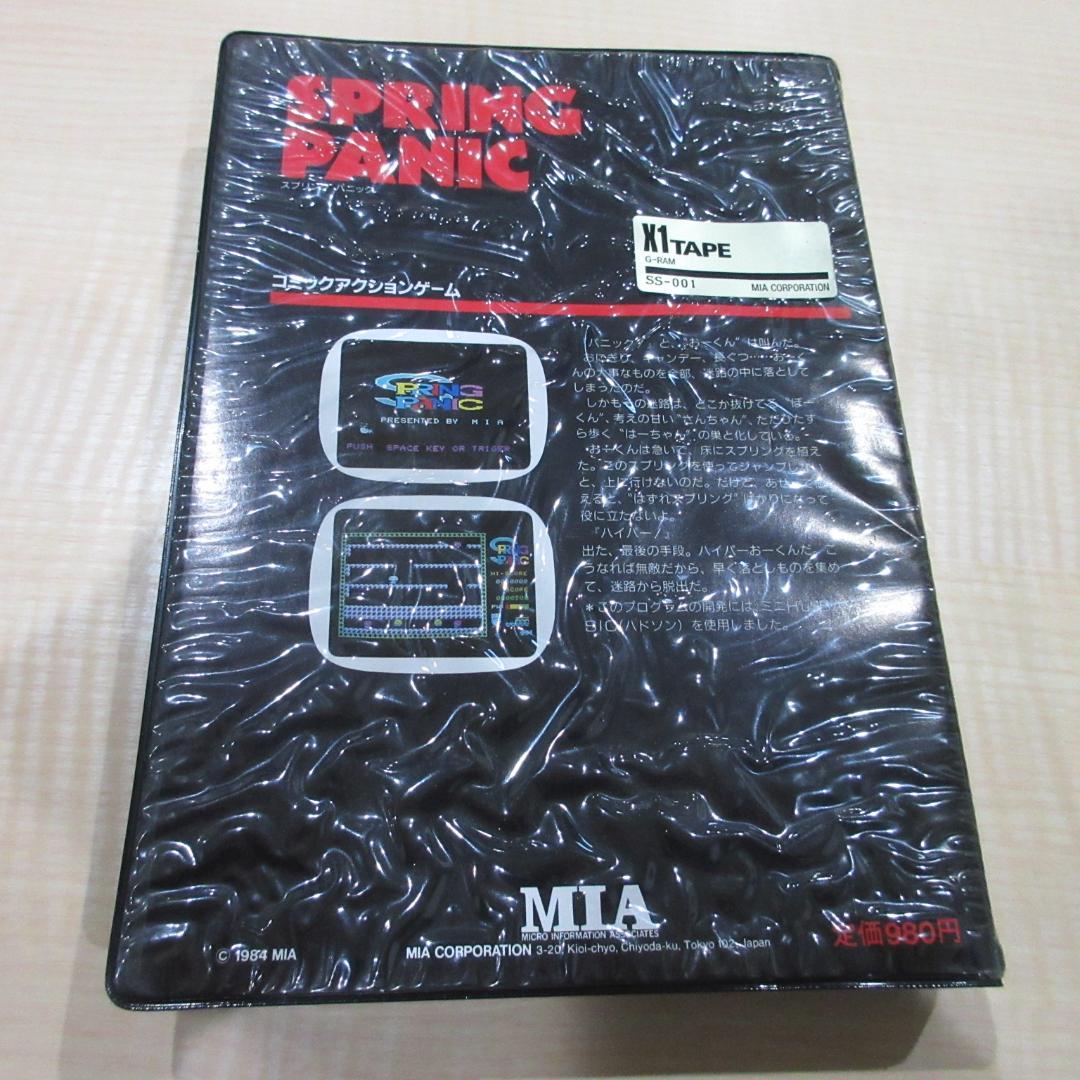 SPRING
PANIC
スプリング・パニック
X1 TAPE
G-RAM
SS-001 MIA CORPORATION
コミックアクションゲーム
SPRING
PANIC
PRESENTED BY MIA
PUSH SPACE KEY OR TRIGER
SPRING
PANIC
HI-SCORE
SCORE
と、“おーくん”は叫んだ。
おにぎり、キャンデー、長ぐつ……おーく
んの大事なものを全部、迷路の中に落として
しまったのだ。
しかもその迷路は、どこか抜けてる“ぼー
くん”、考えの甘い“さんちゃん”、ただひたす
ら歩く“はーちゃん”の巣と化している。
おーくんは急いで、床にスプリングを植え
た。このスプリングを使ってジャンプしない
と、上に行けないのだ。だけど、あせって
えると、“はずれスプリング”ばかりになって
役に立たないよ。
『ハイパー！』
出た、最後の手段。ハイパーおーくんだ。こ
うなれば無敵だから、早く落としものを集め
て、迷路から脱出だ。
＊このプログラムの開発には、ミニHuBA
SIC(ハドソン）を使用しました。
MIA
MICRO INFORMATION ASSOCIATES
定価980円
© 1984 MIA
MIA CORPORATION 3-20, Kioi-chyo, Chiyoda-ku, Tokyo 102, Japan